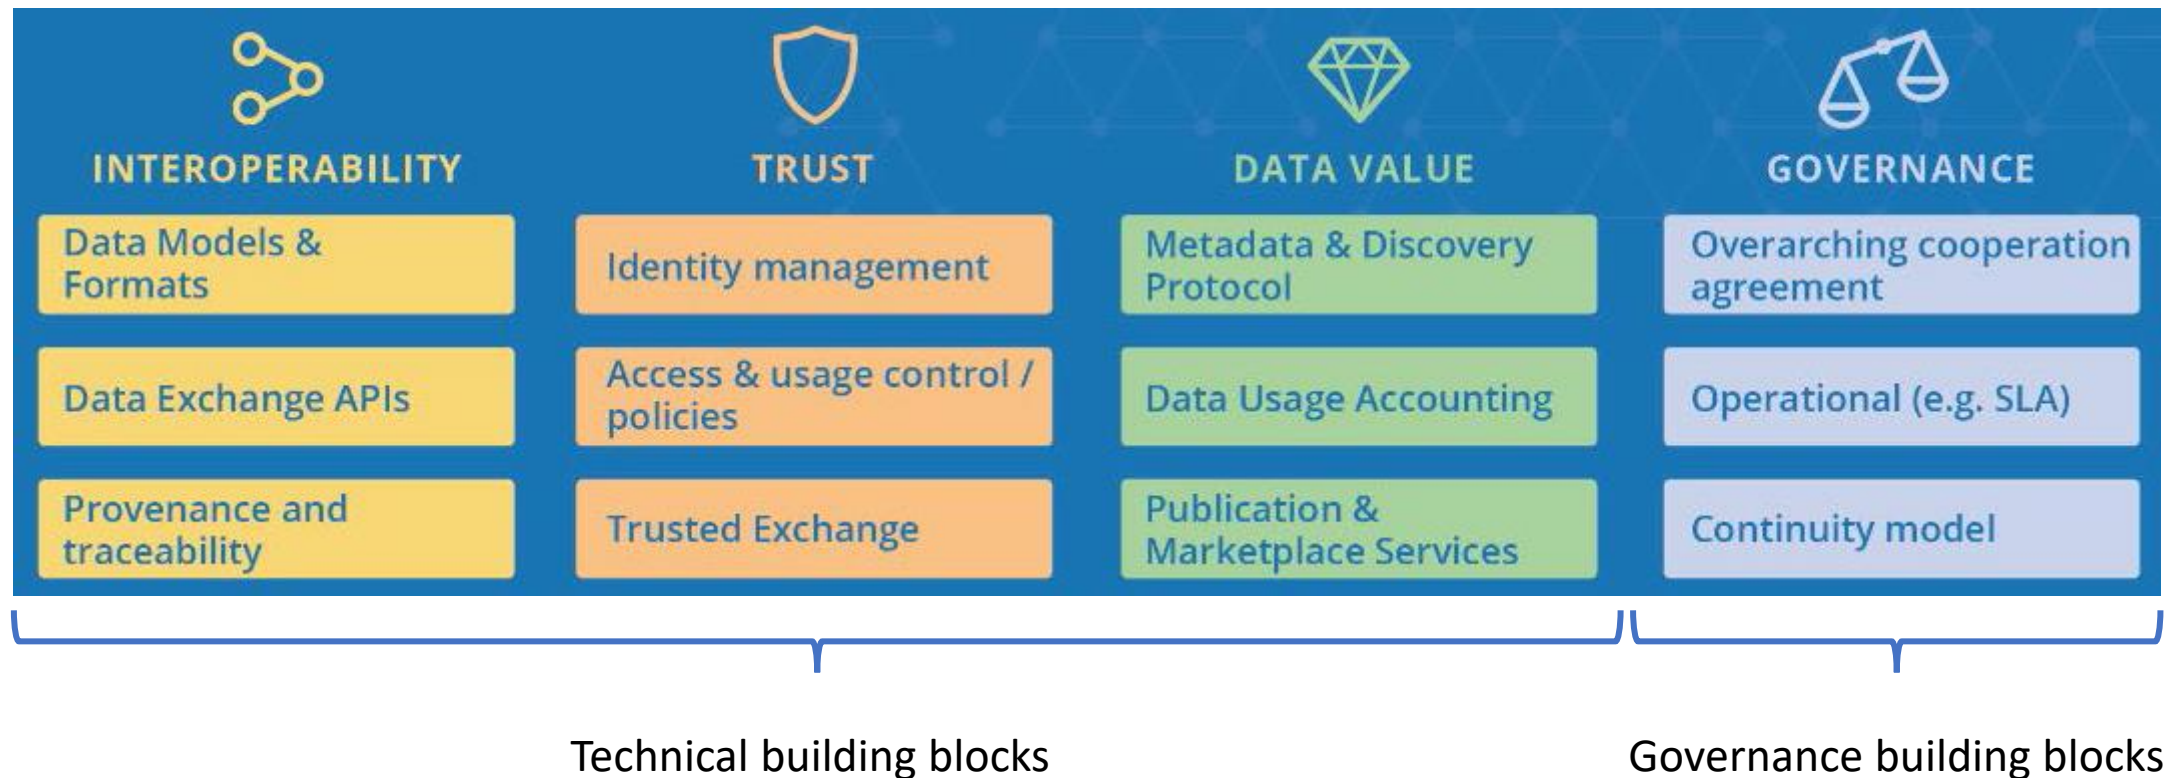 INTEROPERABILITY
Data Models &
Formats
Data Exchange APIs
Provenance and
traceability
TRUST
Identity management
Access & usage control /
policies
Trusted Exchange
DATA VALUE
Metadata & Discovery
Protocol
Data Usage Accounting
Publication &
Marketplace Services
GOVERNANCE
Overarching cooperation
agreement
Operational (e.g. SLA)
Continuity model
Technical building blocks
Governance building blocks